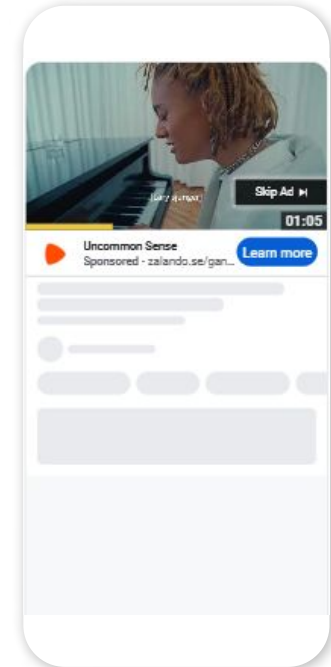 Skip Ad
01:05
Uncommon Sense
Sponsored - zalando.se/gan...
Learn more